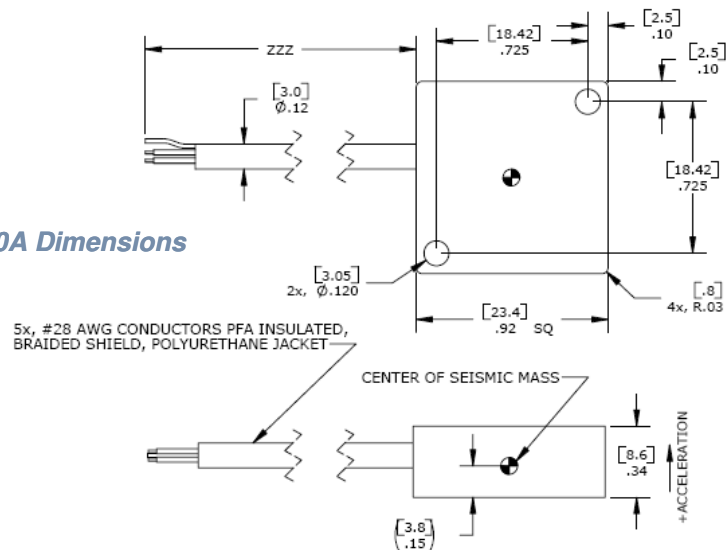 [2.5]
.10
[18.42]
.725
ZZZ
[2.5]
.10
[3.0]
Ø.12
[18.42]
.725
0A Dimensions
[3.05]
2x, Ø.120
[.8]
4x, R.03
[23.4]
.92 SQ
5x, #28 AWG CONDUCTORS PFA INSULATED,
BRAIDED SHIELD, POLYURETHANE JACKET
CENTER OF SEISMIC MASS
[8.6]
.34
+ACCELERATION
([3.8]
.15)